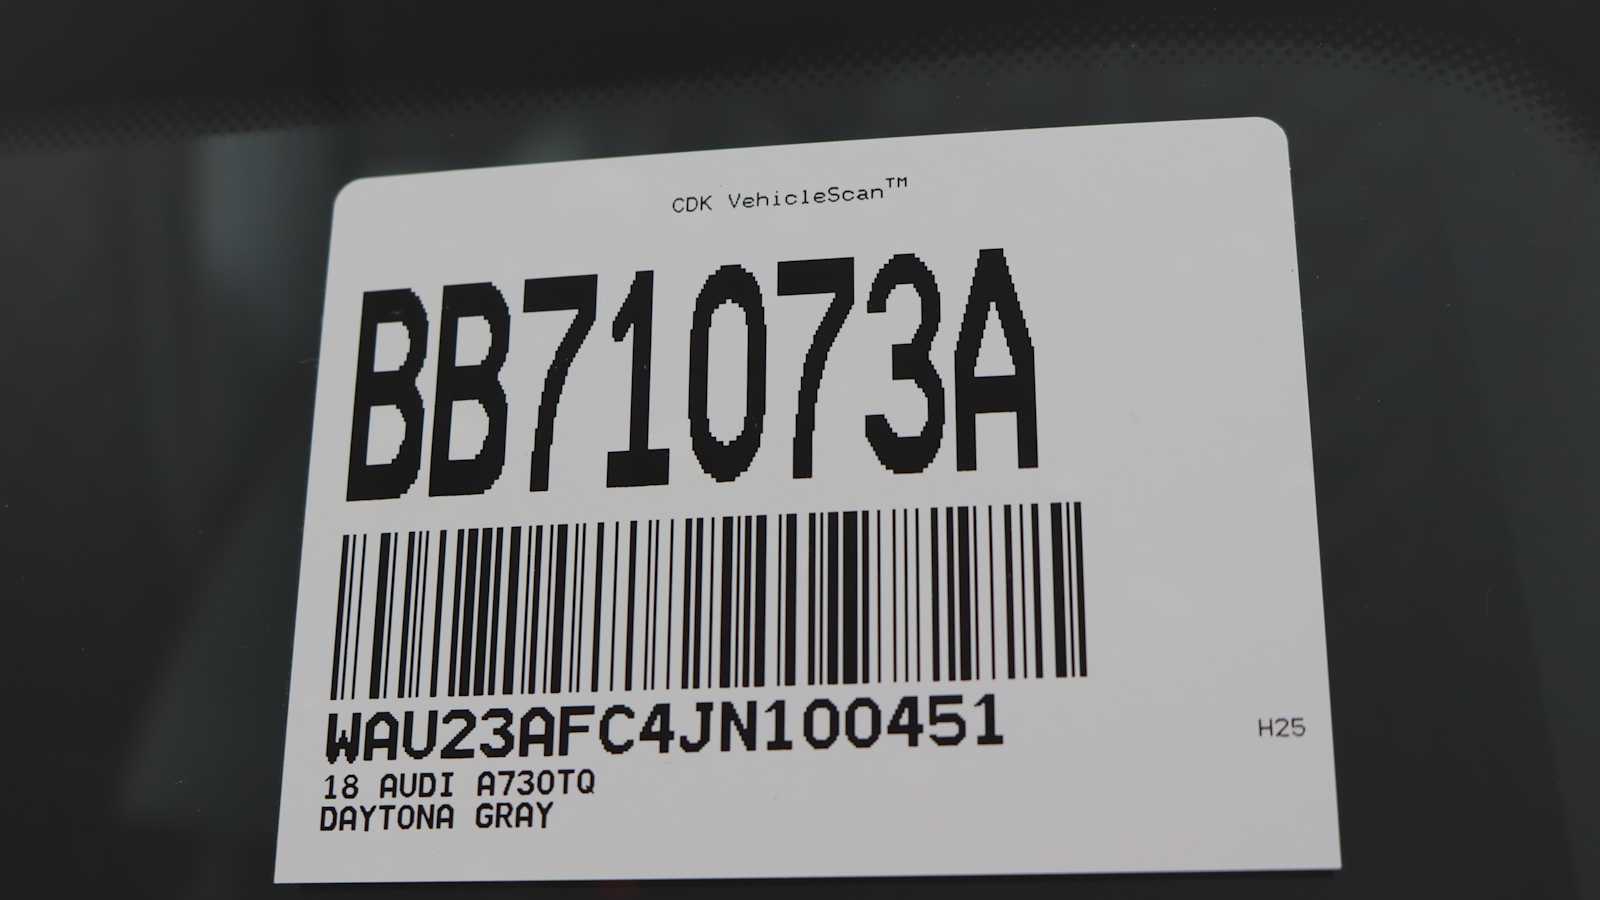 CDK VehicleScan™
BB71073A
WAU23AFC4JN100451
H25
18 AUDI A730TQ
DAYTONA GRAY